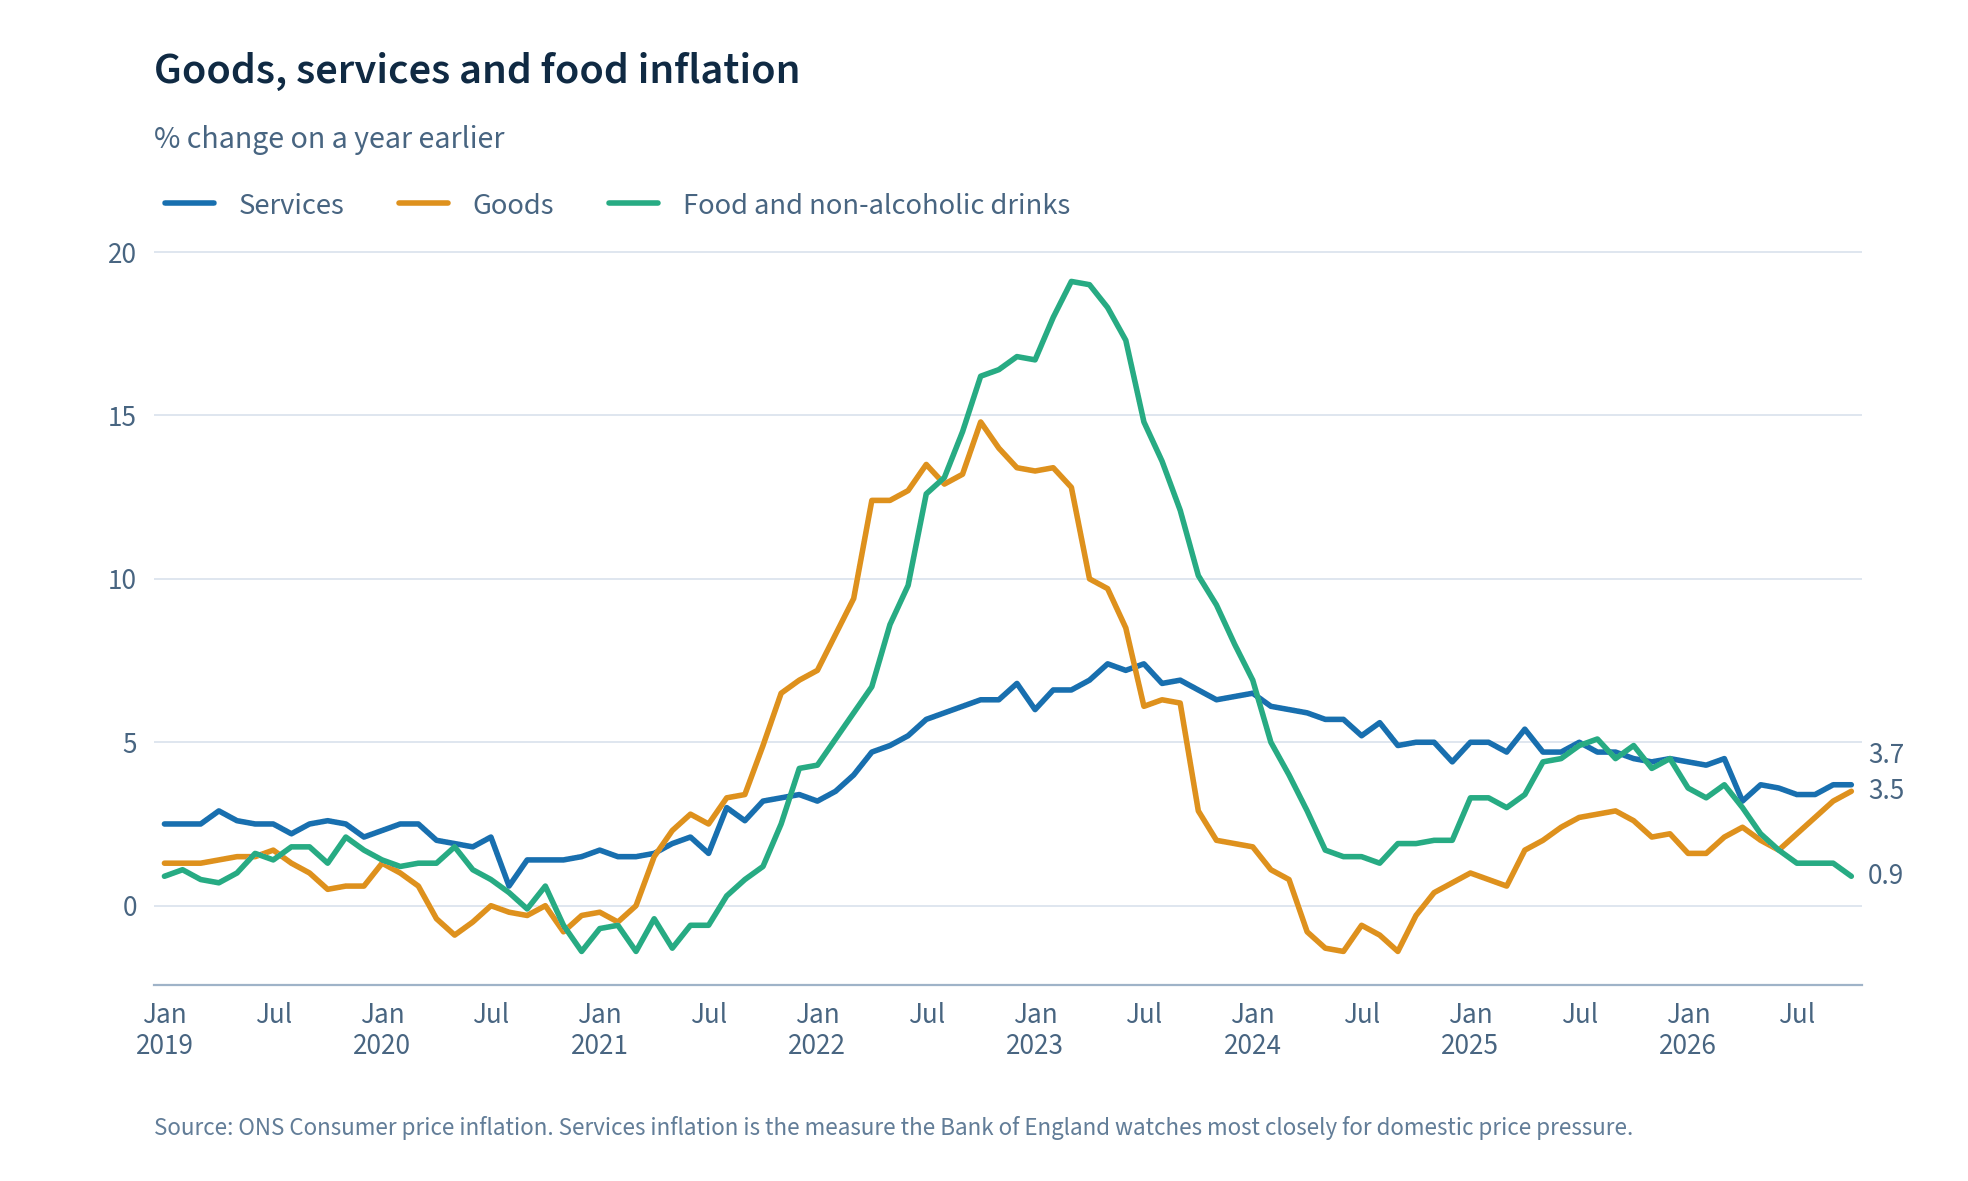 Goods, services and food inflation
% change on a year earlier
Services Goods Food and non-alcoholic drinks
20
15
10
5
0
3.7
3.5
0.9
Jan Jul Jan Jul Jan Jul Jan Jul Jan Jul Jan Jul Jan Jul Jan Jul
2019 2020 2021 2022 2023 2024 2025 2026
Source: ONS Consumer price inflation. Services inflation is the measure the Bank of England watches most closely for domestic price pressure.